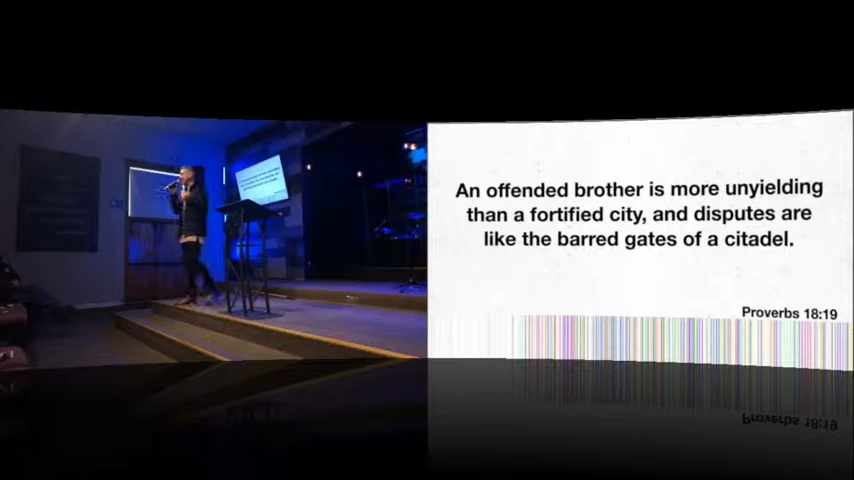 An offended brother is more unyielding
than a fortified city, and disputes are
like the barred gates of a citadel.
Proverbs 18:19